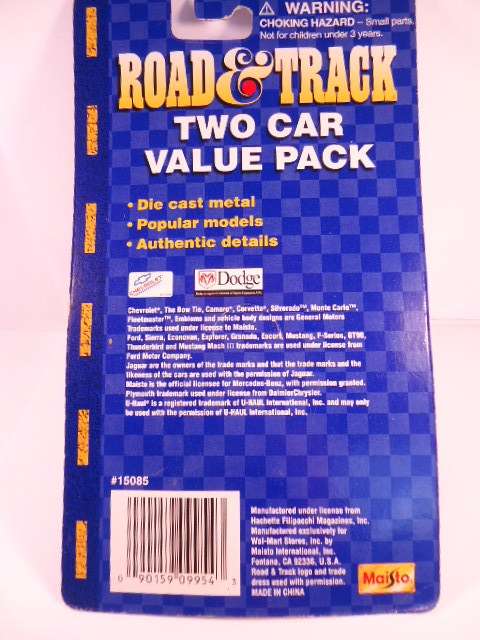 WARNING:
CHOKING HAZARD – Small parts.
Not for children under 3 years.
ROAD & TRACK
TWO CAR
VALUE PACK
• Die cast metal
• Popular models
• Authentic details
CHEVROLET
Dodge
Chevrolet®, The Bow Tie, Camaro®, Corvette®, Silverado™, Monte Carlo™,
Fleetmaster™, Emblems and vehicle body designs are General Motors
Trademarks used under license to Maisto.
Ford, Sierra, Econovan, Explorer, Granada, Escort, Mustang, F-Series, GT90,
Thunderbird and Mustang Mach III trademarks are used under license from
Ford Motor Company.
Jaguar are the owners of the trade marks and that the trade marks and the
likeness of the cars are used with the permission of Jaguar.
Maisto is the official licensee for Mercedes-Benz, with permission granted.
Plymouth trademark used under license from DaimlerChrysler.
U-Haul® is a registered trademark of U-HAUL International, Inc. and may only
be used with the permission of U-HAUL International, Inc.
#15085
0 90159 09954 3
Manufactured under license from
Hachette Filipacchi Magazines, Inc.
Manufactured exclusively for
Wal-Mart Stores, Inc. by
Maisto International, Inc.
Fontana, CA 92336, U.S.A.
Road & Track logo and trade
dress used with permission.
MADE IN CHINA
Maisto